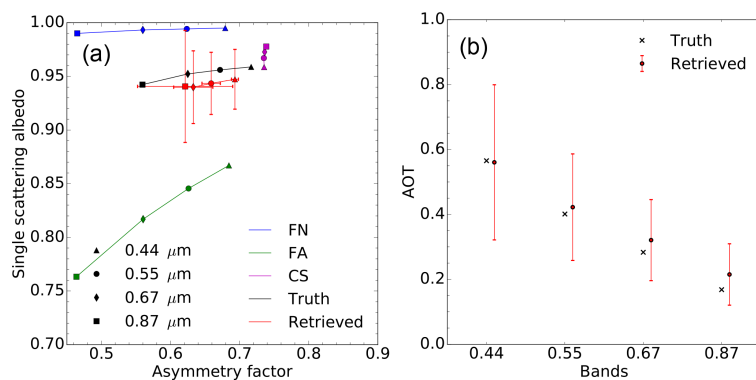 (a)
Single scattering albedo
1.00
0.95
0.90
0.85
0.80
0.75
0.70
0.5 0.6 0.7 0.8 0.9
Asymmetry factor
0.44 μm
0.55 μm
0.67 μm
0.87 μm
FN
FA
CS
Truth
Retrieved
(b)
AOT
1.0
0.8
0.6
0.4
0.2
0.0
0.44 0.55 0.67 0.87
Bands
Truth
Retrieved